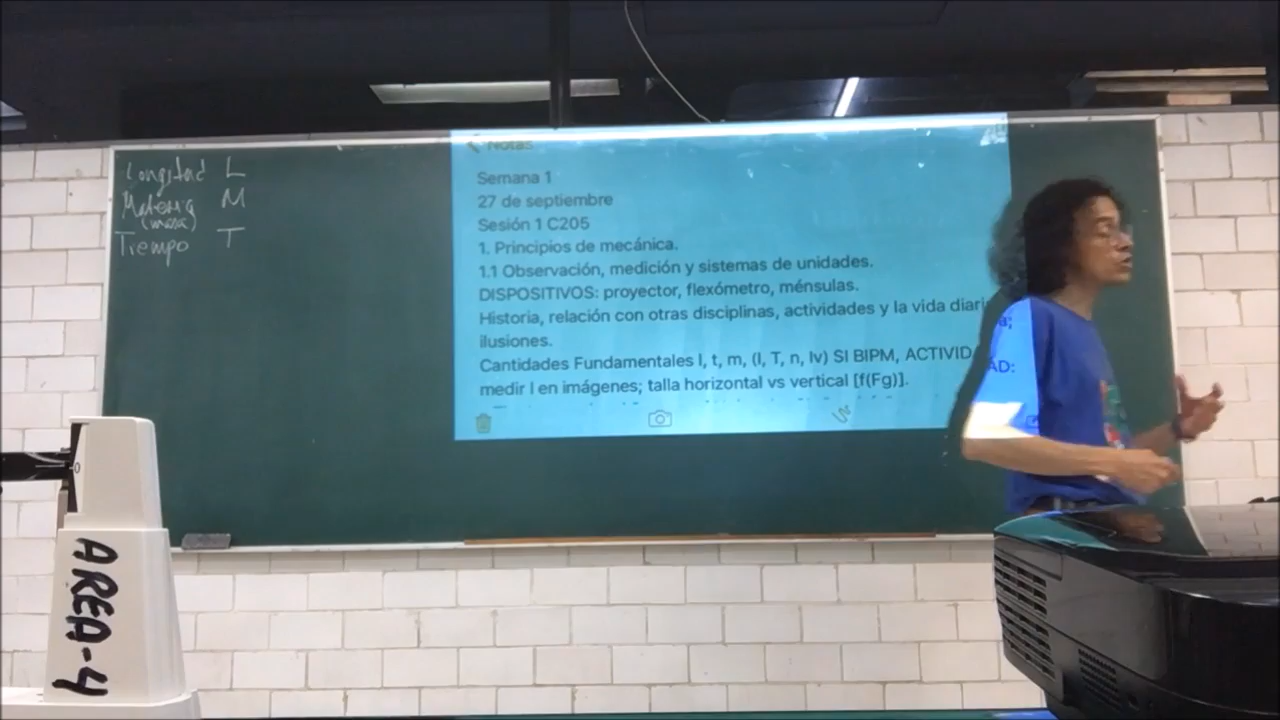 Longitud L
Materia M
(masa)
Tiempo T
Notas
Semana 1
27 de septiembre
Sesión 1 C205
1. Principios de mecánica.
1.1 Observación, medición y sistemas de unidades.
DISPOSITIVOS: proyector, flexómetro, ménsulas.
Historia, relación con otras disciplinas, actividades y la vida diaria;
ilusiones.
Cantidades Fundamentales l, t, m, (I, T, n, Iv) SI BIPM, ACTIVIDAD:
medir l en imágenes; talla horizontal vs vertical [f(Fg)].
AREA-4